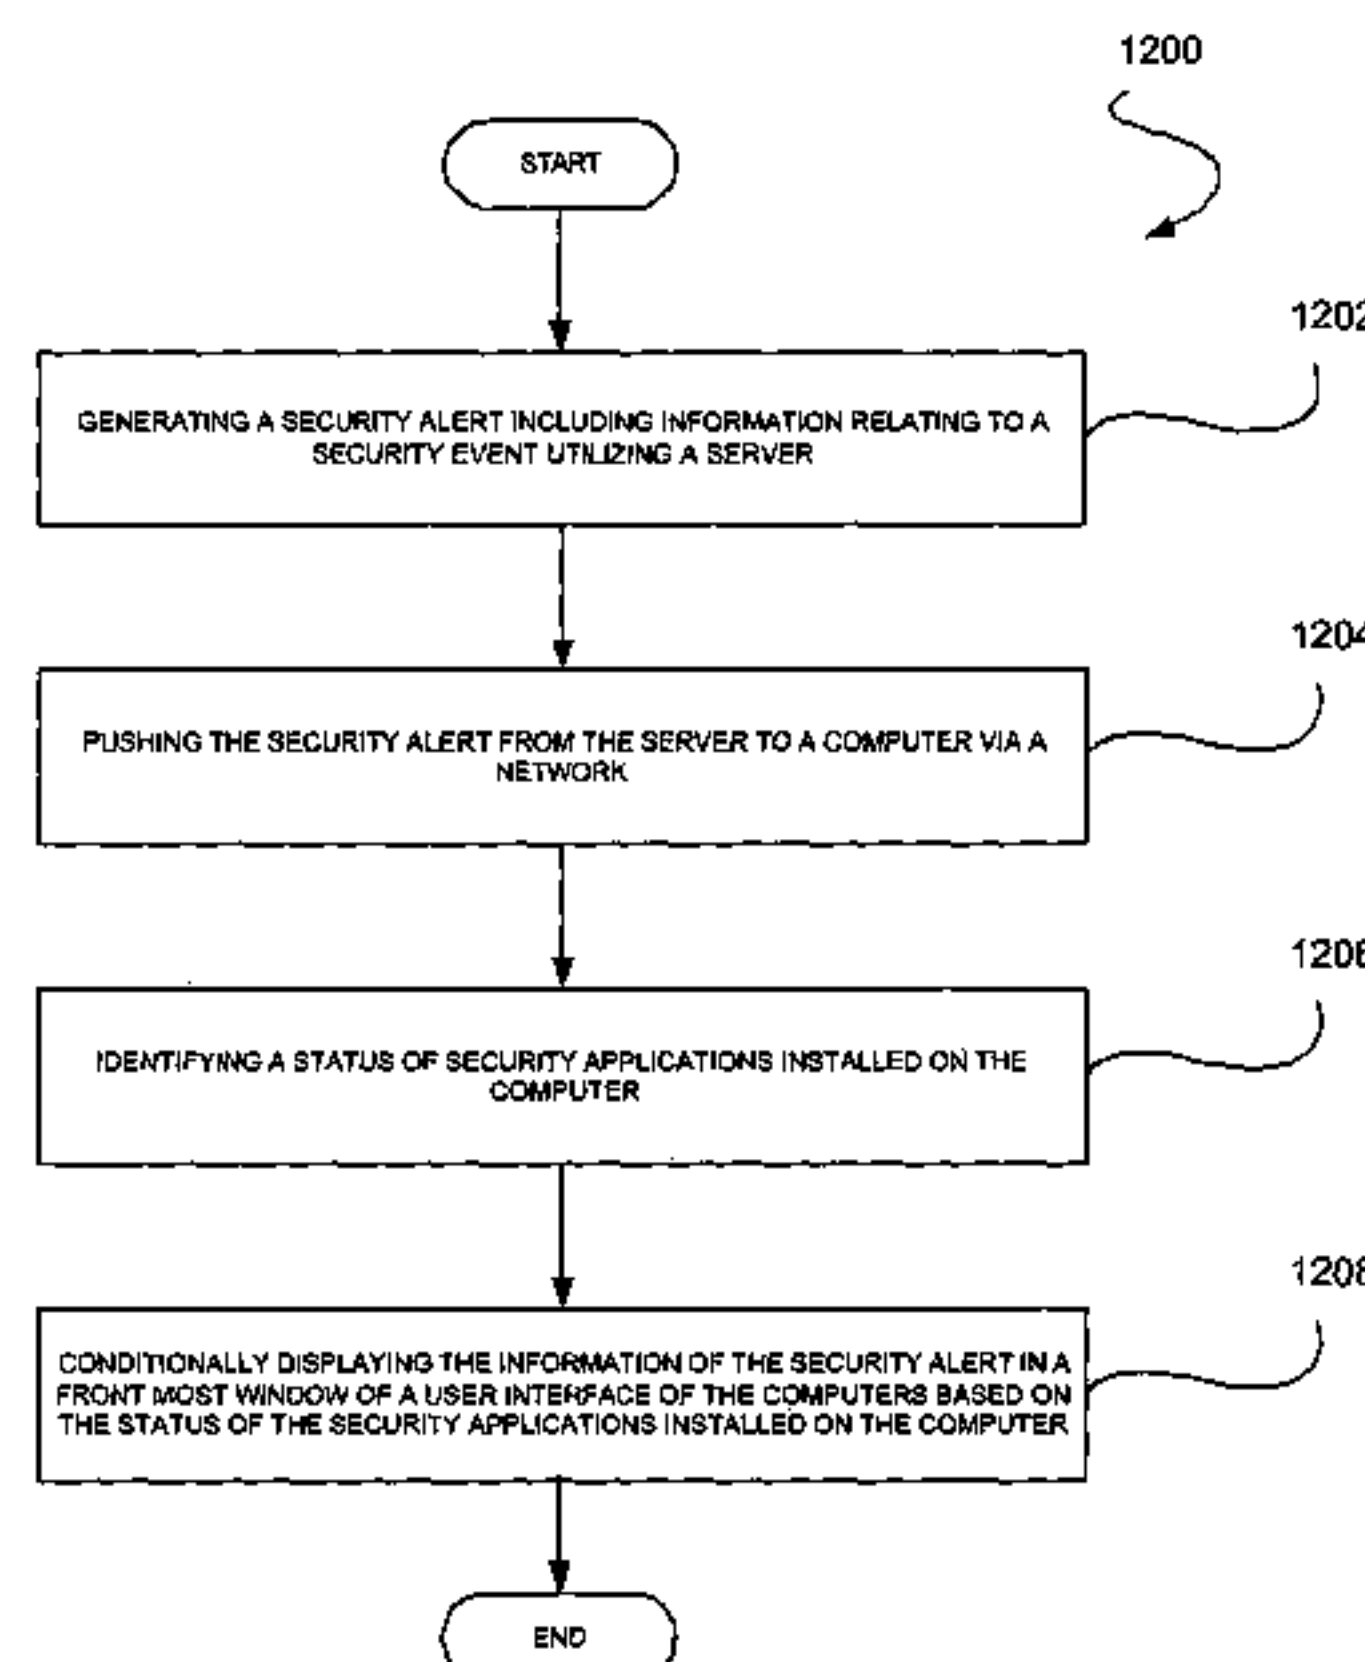 1200
START
1202
GENERATING A SECURITY ALERT INCLUDING INFORMATION RELATING TO A
SECURITY EVENT UTILIZING A SERVER
1204
PUSHING THE SECURITY ALERT FROM THE SERVER TO A COMPUTER VIA A
NETWORK
1206
IDENTIFYING A STATUS OF SECURITY APPLICATIONS INSTALLED ON THE
COMPUTER
1208
CONDITIONALLY DISPLAYING THE INFORMATION OF THE SECURITY ALERT IN A
FRONT MOST WINDOW OF A USER INTERFACE OF THE COMPUTERS BASED ON
THE STATUS OF THE SECURITY APPLICATIONS INSTALLED ON THE COMPUTER
END